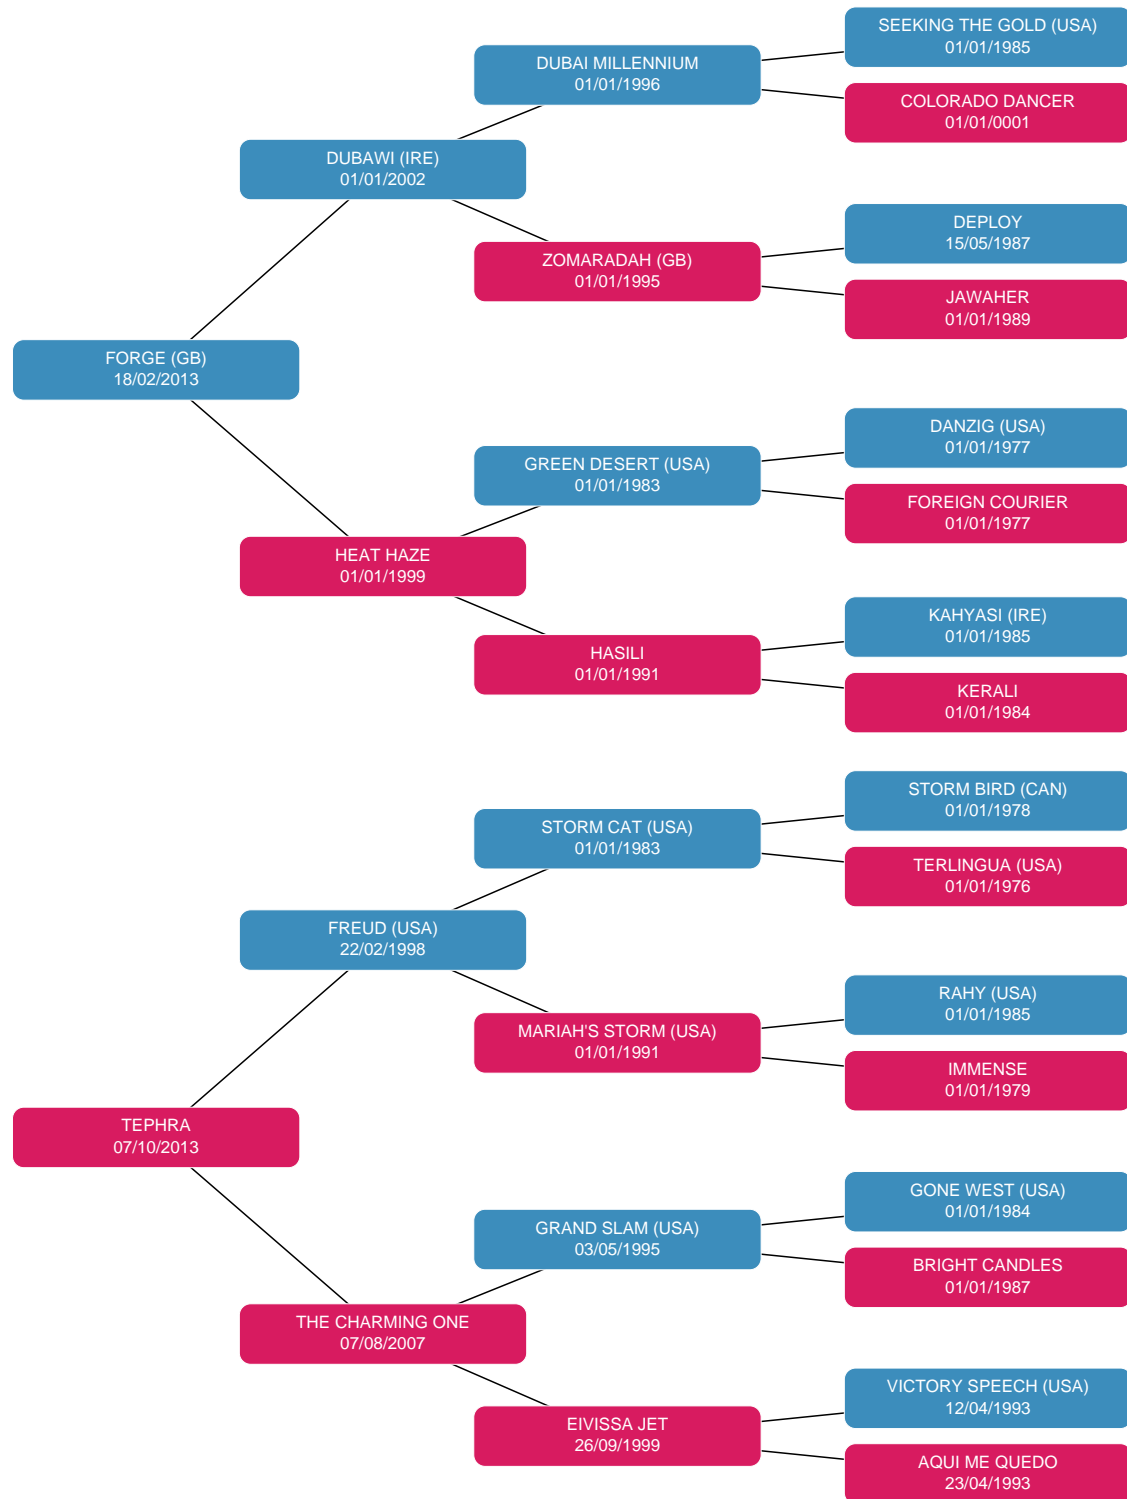 SEEKING THE GOLD (USA)
01/01/1985
DUBAI MILLENNIUM
01/01/1996
COLORADO DANCER
01/01/0001
DUBAWI (IRE)
01/01/2002
DEPLOY
15/05/1987
ZOMARADAH (GB)
01/01/1995
JAWAHER
01/01/1989
FORGE (GB)
18/02/2013
DANZIG (USA)
01/01/1977
GREEN DESERT (USA)
01/01/1983
FOREIGN COURIER
01/01/1977
HEAT HAZE
01/01/1999
KAHYASI (IRE)
01/01/1985
HASILI
01/01/1991
KERALI
01/01/1984
STORM BIRD (CAN)
01/01/1978
STORM CAT (USA)
01/01/1983
TERLINGUA (USA)
01/01/1976
FREUD (USA)
22/02/1998
RAHY (USA)
01/01/1985
MARIAH'S STORM (USA)
01/01/1991
IMMENSE
01/01/1979
TEPHRA
07/10/2013
GONE WEST (USA)
01/01/1984
GRAND SLAM (USA)
03/05/1995
BRIGHT CANDLES
01/01/1987
THE CHARMING ONE
07/08/2007
VICTORY SPEECH (USA)
12/04/1993
EIVISSA JET
26/09/1999
AQUI ME QUEDO
23/04/1993